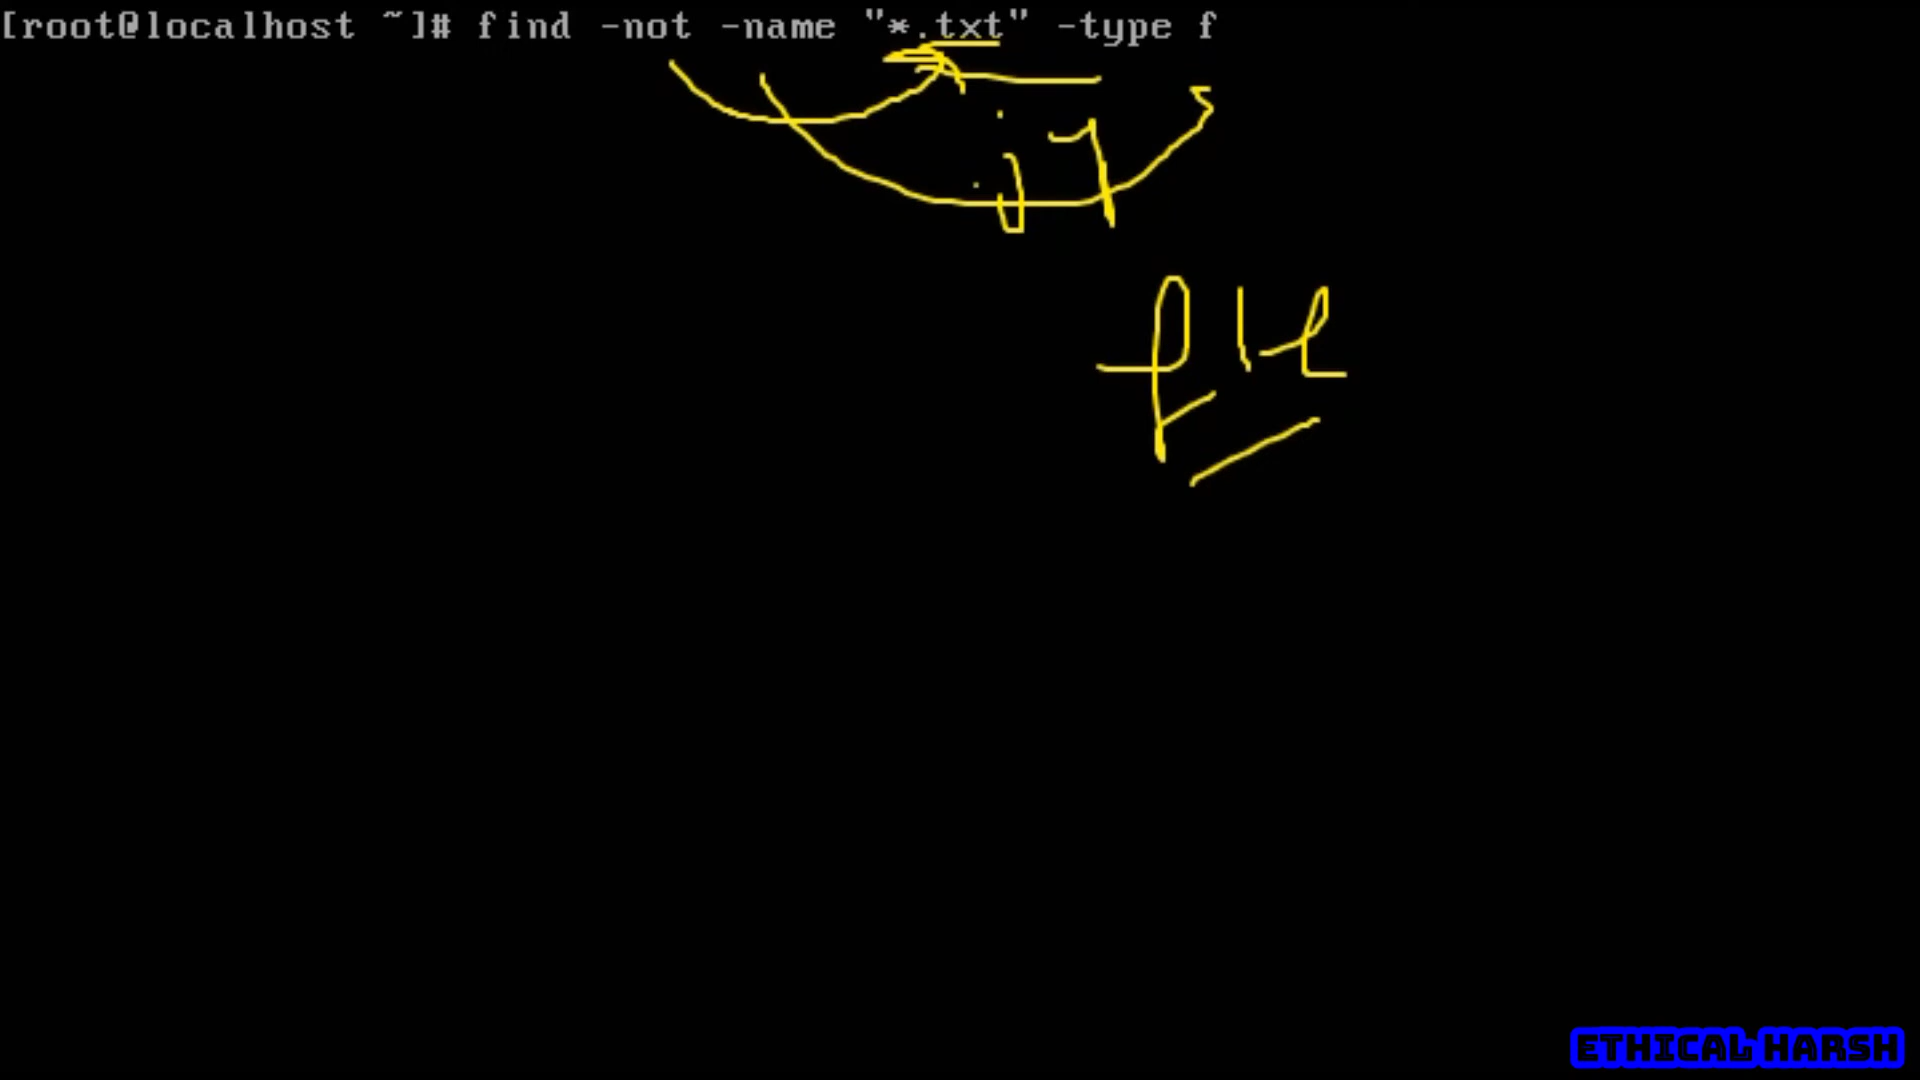 [root@localhost ~]# find -not -name "*.txt" -type f
file
ETHICAL HARSH